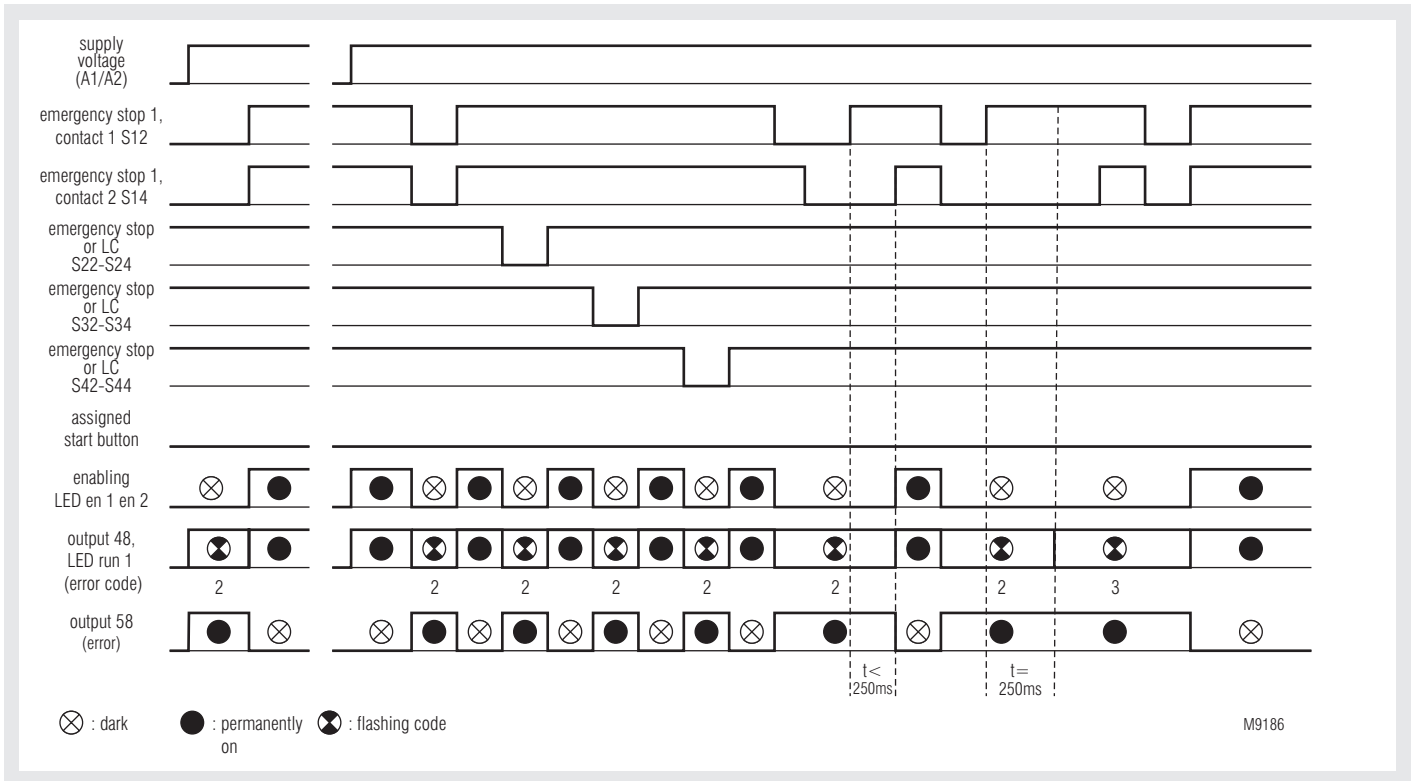 supply
voltage
(A1/A2)
emergency stop 1,
contact 1 S12
emergency stop 1,
contact 2 S14
emergency stop
or LC
S22-S24
emergency stop
or LC
S32-S34
emergency stop
or LC
S42-S44
assigned
start button
enabling
LED en 1 en 2
output 48,
LED run 1
(error code)
2 2 2 2 2 2 2 3
output 58
(error)
t<
250ms
t=
250ms
: dark
: permanently
on
: flashing code
M9186